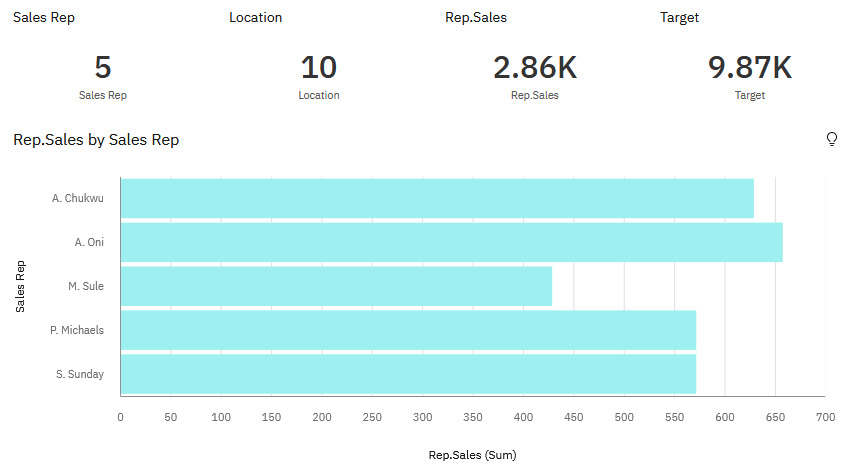 Sales Rep Location Rep.Sales Target
5 10 2.86K 9.87K
Sales Rep Location Rep.Sales Target
Rep.Sales by Sales Rep
Sales Rep
A. Chukwu
A. Oni
M. Sule
P. Michaels
S. Sunday
0 50 100 150 200 250 300 350 400 450 500 550 600 650 700
Rep.Sales (Sum)